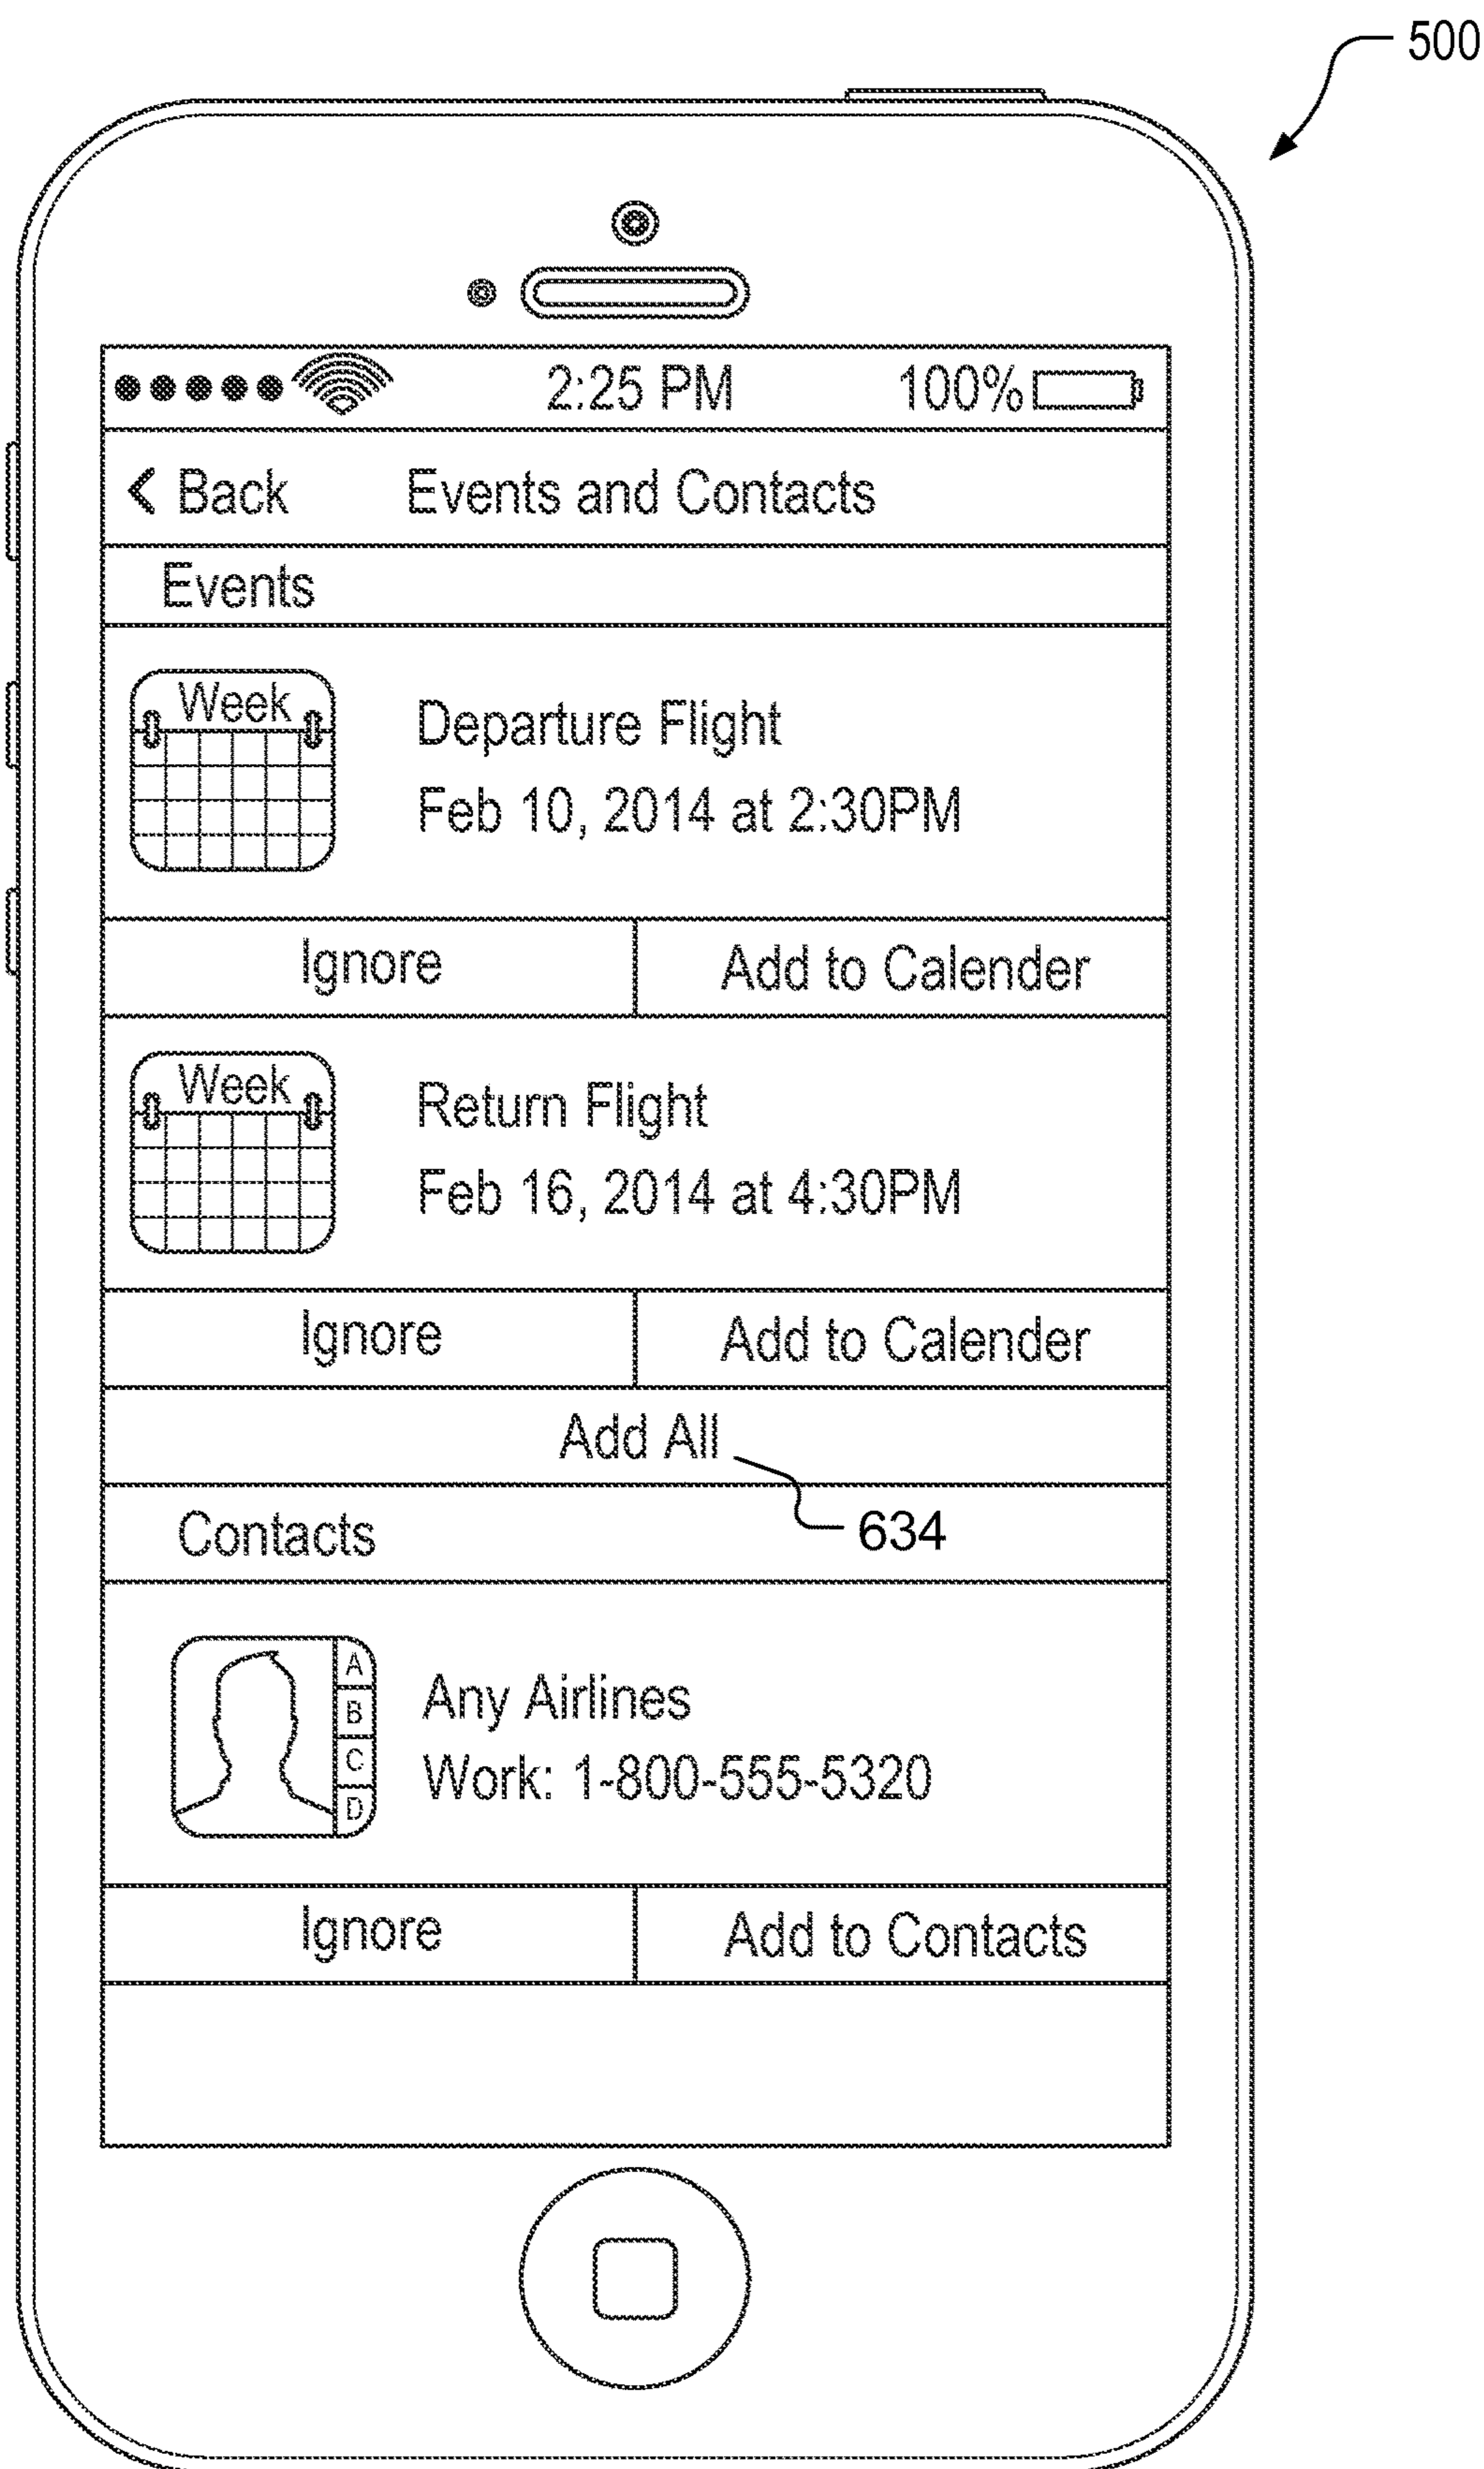 500
2:25 PM 100%
< Back Events and Contacts
Events
Week
Departure Flight
Feb 10, 2014 at 2:30PM
Ignore Add to Calender
Week
Return Flight
Feb 16, 2014 at 4:30PM
Ignore Add to Calender
Add All
Contacts 634
A
B
C
D
Any Airlines
Work: 1-800-555-5320
Ignore Add to Contacts